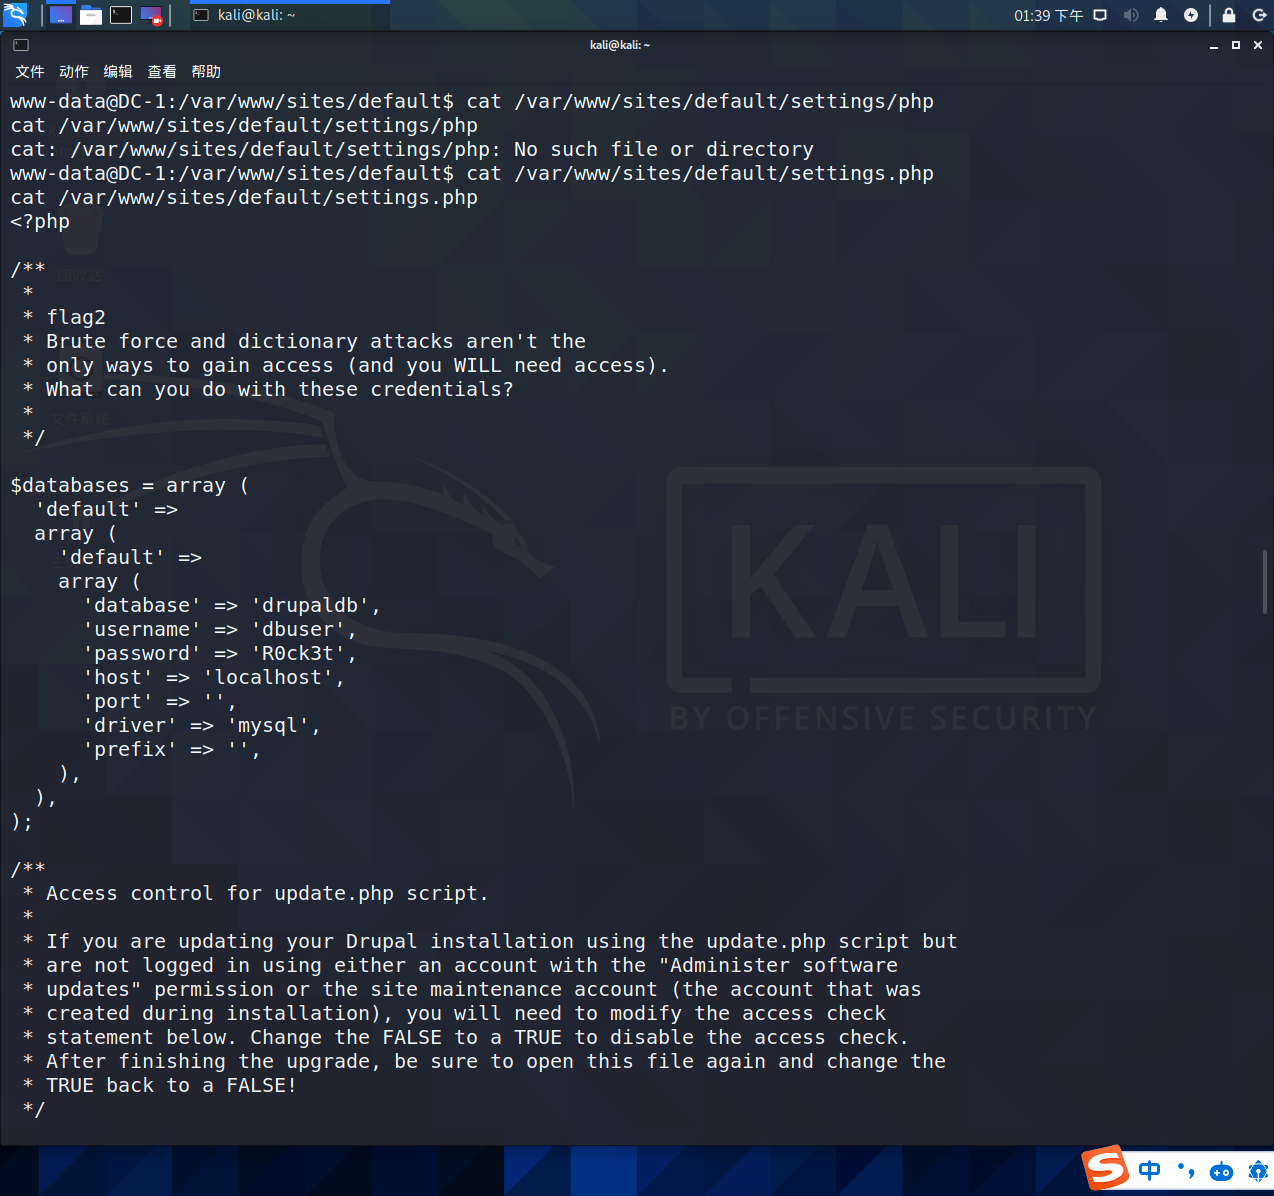 kali@kali: ~
01:39 下午
kali@kali: ~
文件 动作 编辑 查看 帮助
www-data@DC-1:/var/www/sites/default$ cat /var/www/sites/default/settings/php
cat /var/www/sites/default/settings/php
cat: /var/www/sites/default/settings/php: No such file or directory
www-data@DC-1:/var/www/sites/default$ cat /var/www/sites/default/settings.php
cat /var/www/sites/default/settings.php
<?php
/**
回收站
 *
 * flag2
 * Brute force and dictionary attacks aren't the
 * only ways to gain access (and you WILL need access).
 * What can you do with these credentials?
 *
文件系统
 */
$databases = array (
  'default' =>
  array (
    'default' =>
    array (
      'database' => 'drupaldb',
      'username' => 'dbuser',
      'password' => 'R0ck3t',
      'host' => 'localhost',
      'port' => '',
      'driver' => 'mysql',
      'prefix' => '',
    ),
  ),
);
KALI
BY OFFENSIVE SECURITY
/**
 * Access control for update.php script.
 *
 * If you are updating your Drupal installation using the update.php script but
 * are not logged in using either an account with the "Administer software
 * updates" permission or the site maintenance account (the account that was
 * created during installation), you will need to modify the access check
 * statement below. Change the FALSE to a TRUE to disable the access check.
 * After finishing the upgrade, be sure to open this file again and change the
 * TRUE back to a FALSE!
 */
S 中